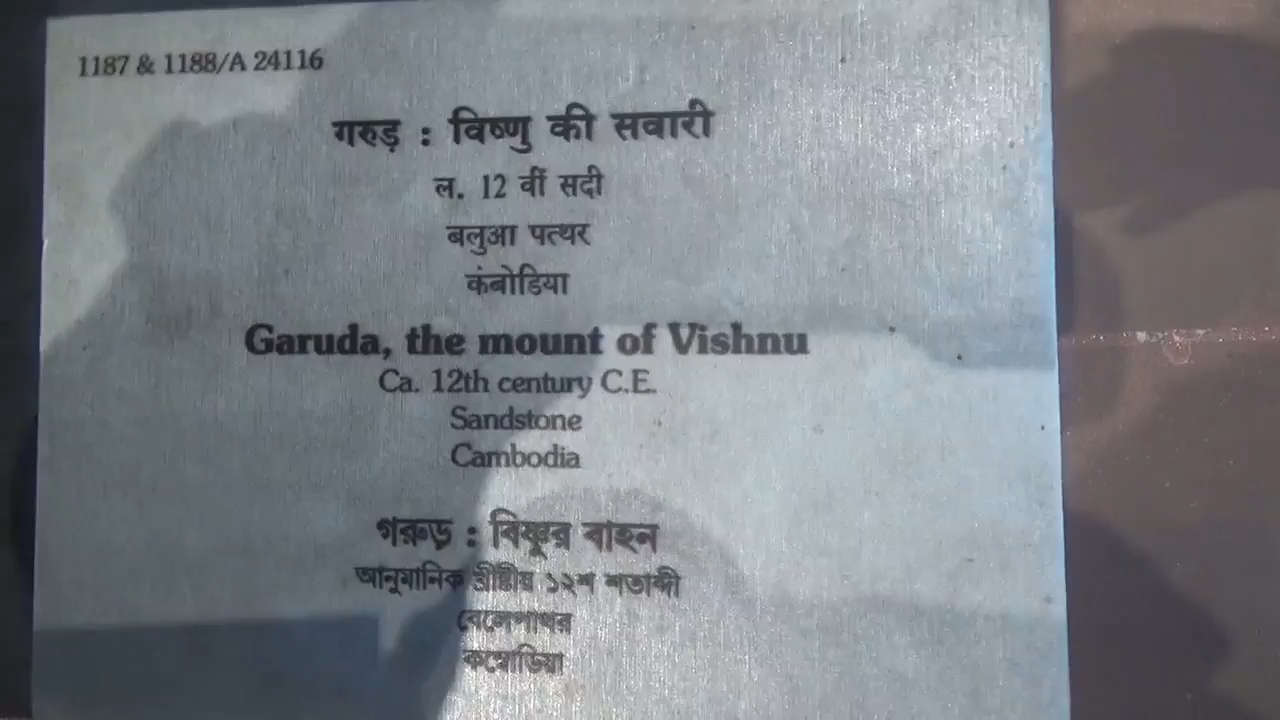 1187 & 1188/A 24116
गरुड़ : विष्णु की सवारी
ल. 12 वीं सदी
बलुआ पत्थर
कंबोडिया
Garuda, the mount of Vishnu
Ca. 12th century C.E.
Sandstone
Cambodia
গরুড় : বিষ্ণুর বাহন
আনুমানিক খ্রীষ্টীয় ১২শ শতাব্দী
বেলেপাথর
কম্বোডিয়া